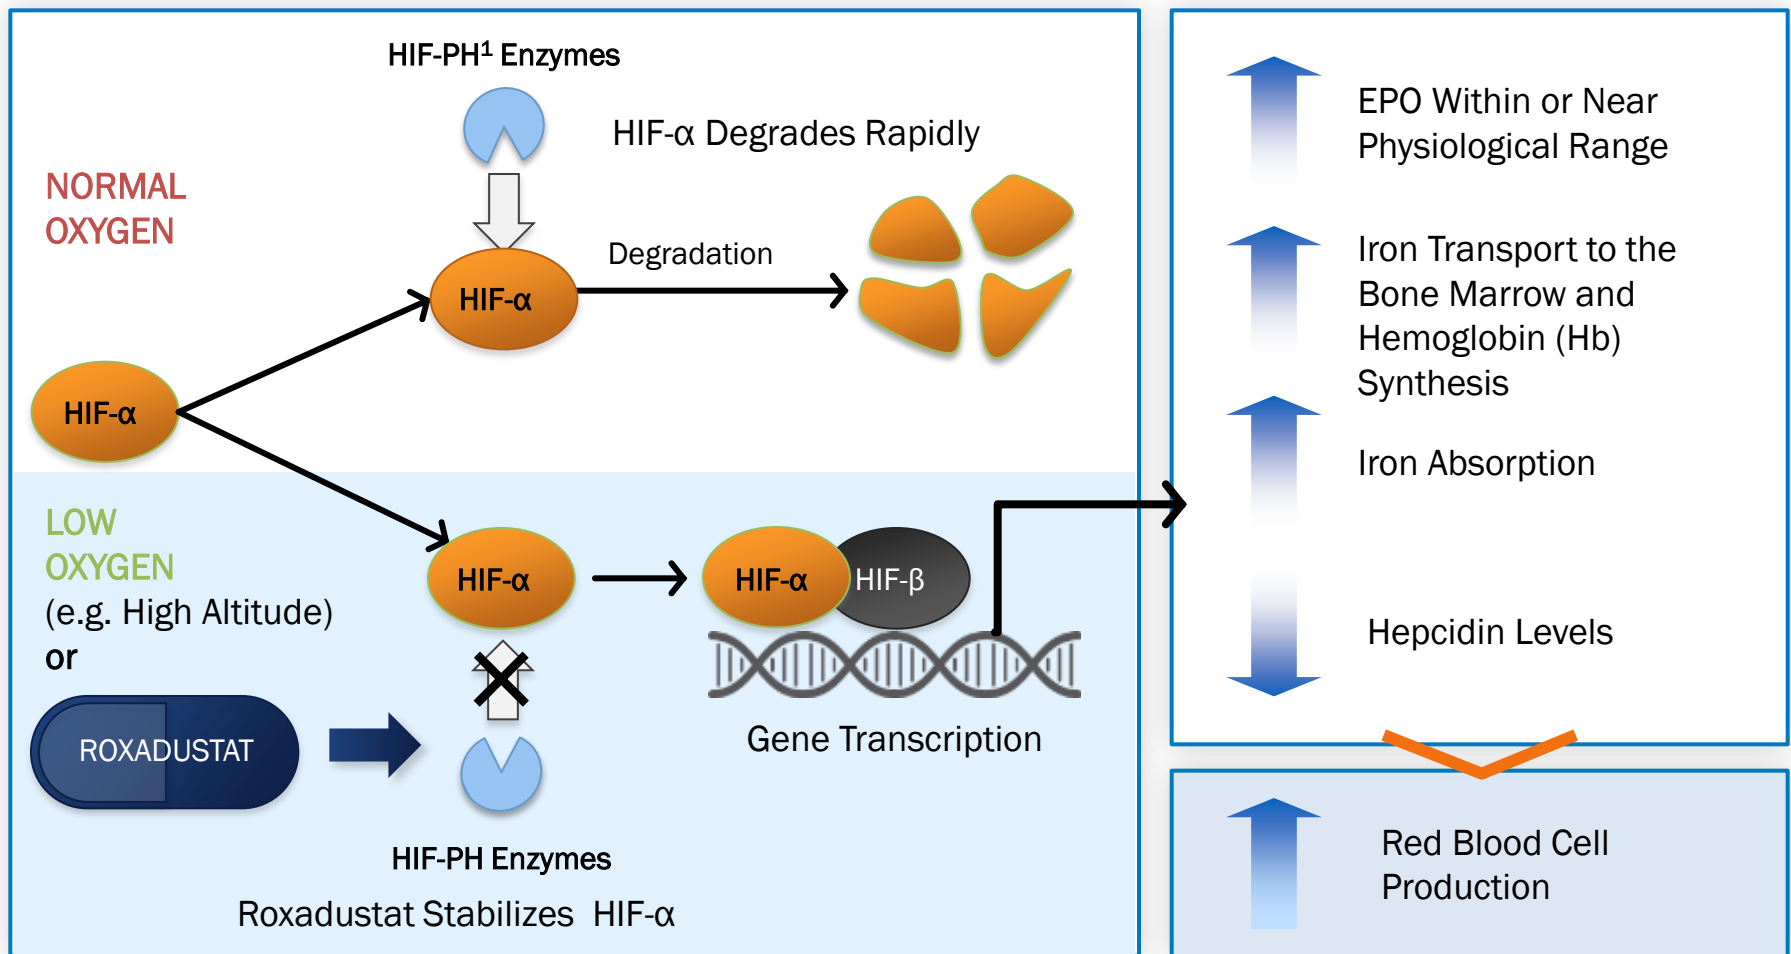 HIF-PH¹ Enzymes
HIF-α Degrades Rapidly
NORMAL
OXYGEN
HIF-α
Degradation
HIF-α
LOW
OXYGEN
(e.g. High Altitude)
or
ROXADUSTAT
HIF-α
HIF-α
HIF-β
Gene Transcription
HIF-PH Enzymes
Roxadustat Stabilizes HIF-α
EPO Within or Near
Physiological Range
Iron Transport to the
Bone Marrow and
Hemoglobin (Hb)
Synthesis
Iron Absorption
Hepcidin Levels
Red Blood Cell
Production